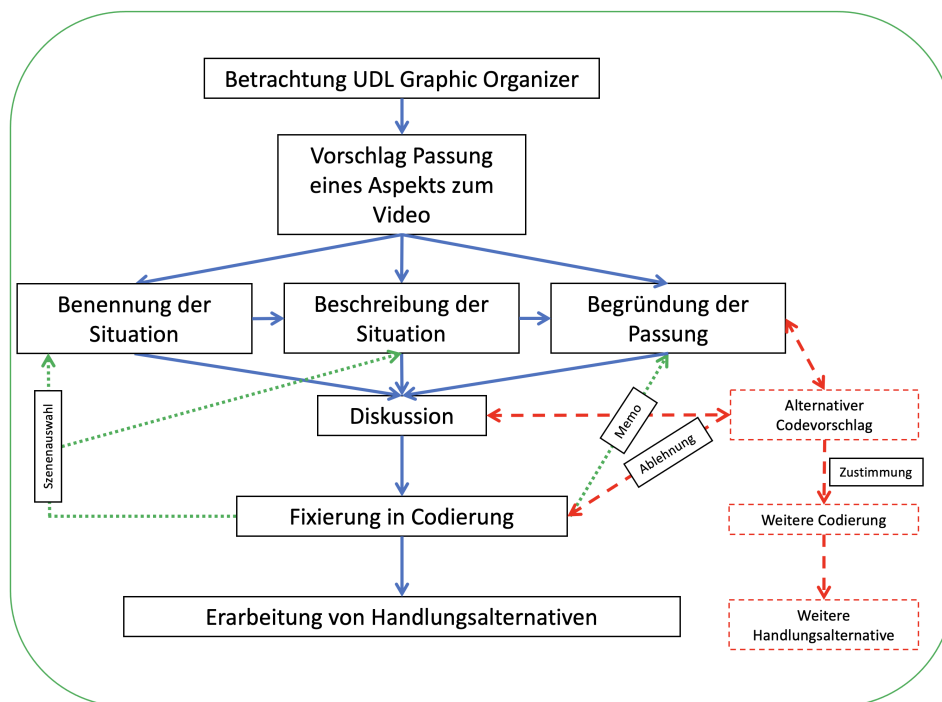 Betrachtung UDL Graphic Organizer
Vorschlag Passung
eines Aspekts zum
Video
Benennung der
Situation
Beschreibung der
Situation
Begründung der
Passung
Szenenauswahl
Diskussion
Memo
Ablehnung
Alternativer
Codevorschlag
Zustimmung
Fixierung in Codierung
Weitere Codierung
Erarbeitung von Handlungsalternativen
Weitere
Handlungsalternative